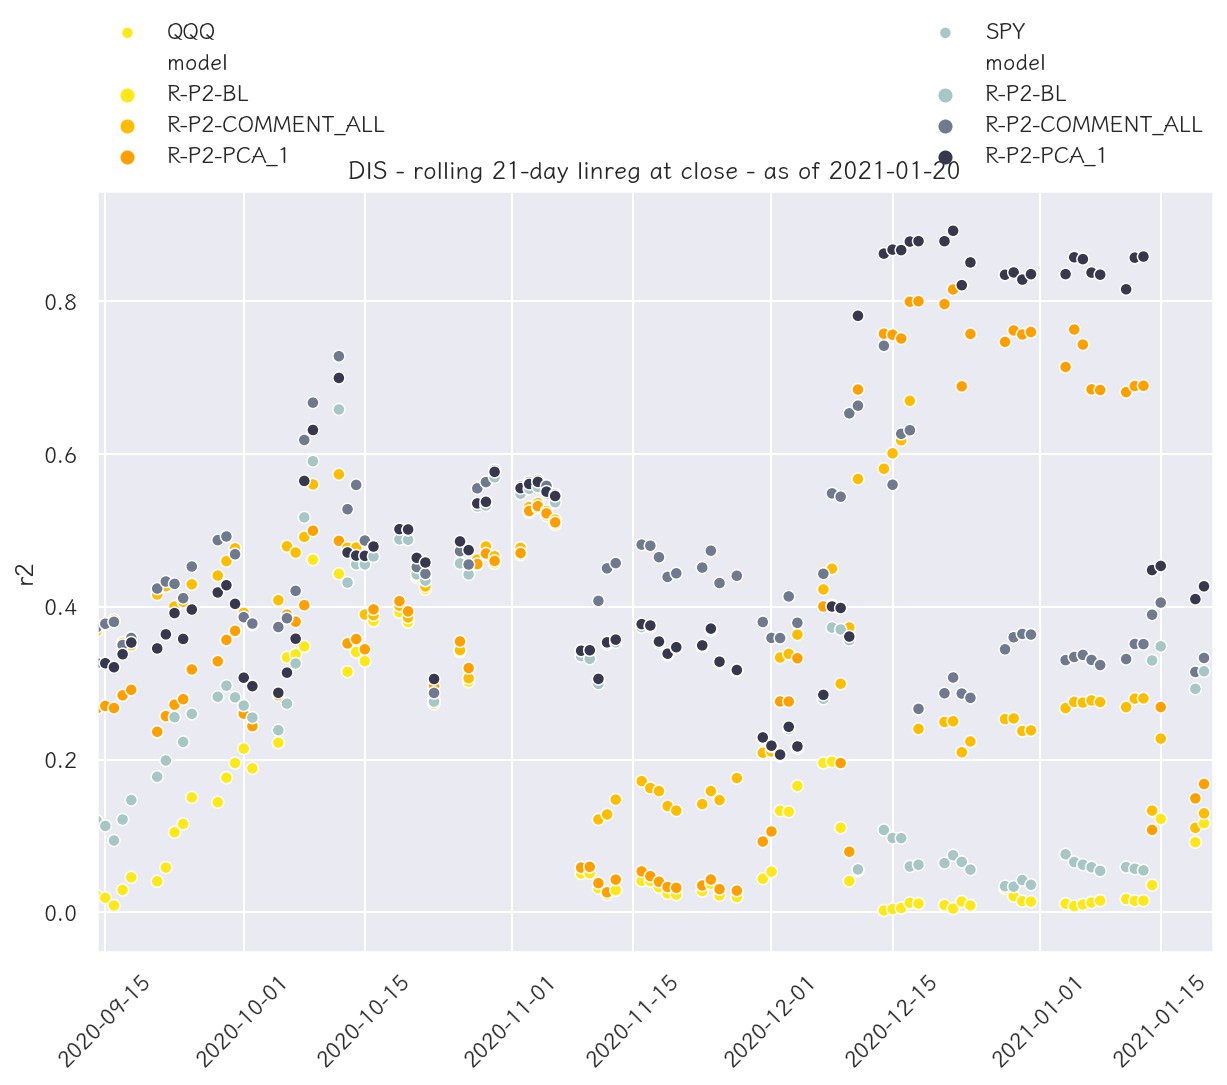 QQQ
model
R-P2-BL
R-P2-COMMENT_ALL
R-P2-PCA_1
SPY
model
R-P2-BL
R-P2-COMMENT_ALL
R-P2-PCA_1
DIS - rolling 21-day linreg at close - as of 2021-01-20
r2
0.8
0.6
0.4
0.2
0.0
2020-09-15
2020-10-01
2020-10-15
2020-11-01
2020-11-15
2020-12-01
2020-12-15
2021-01-01
2021-01-15